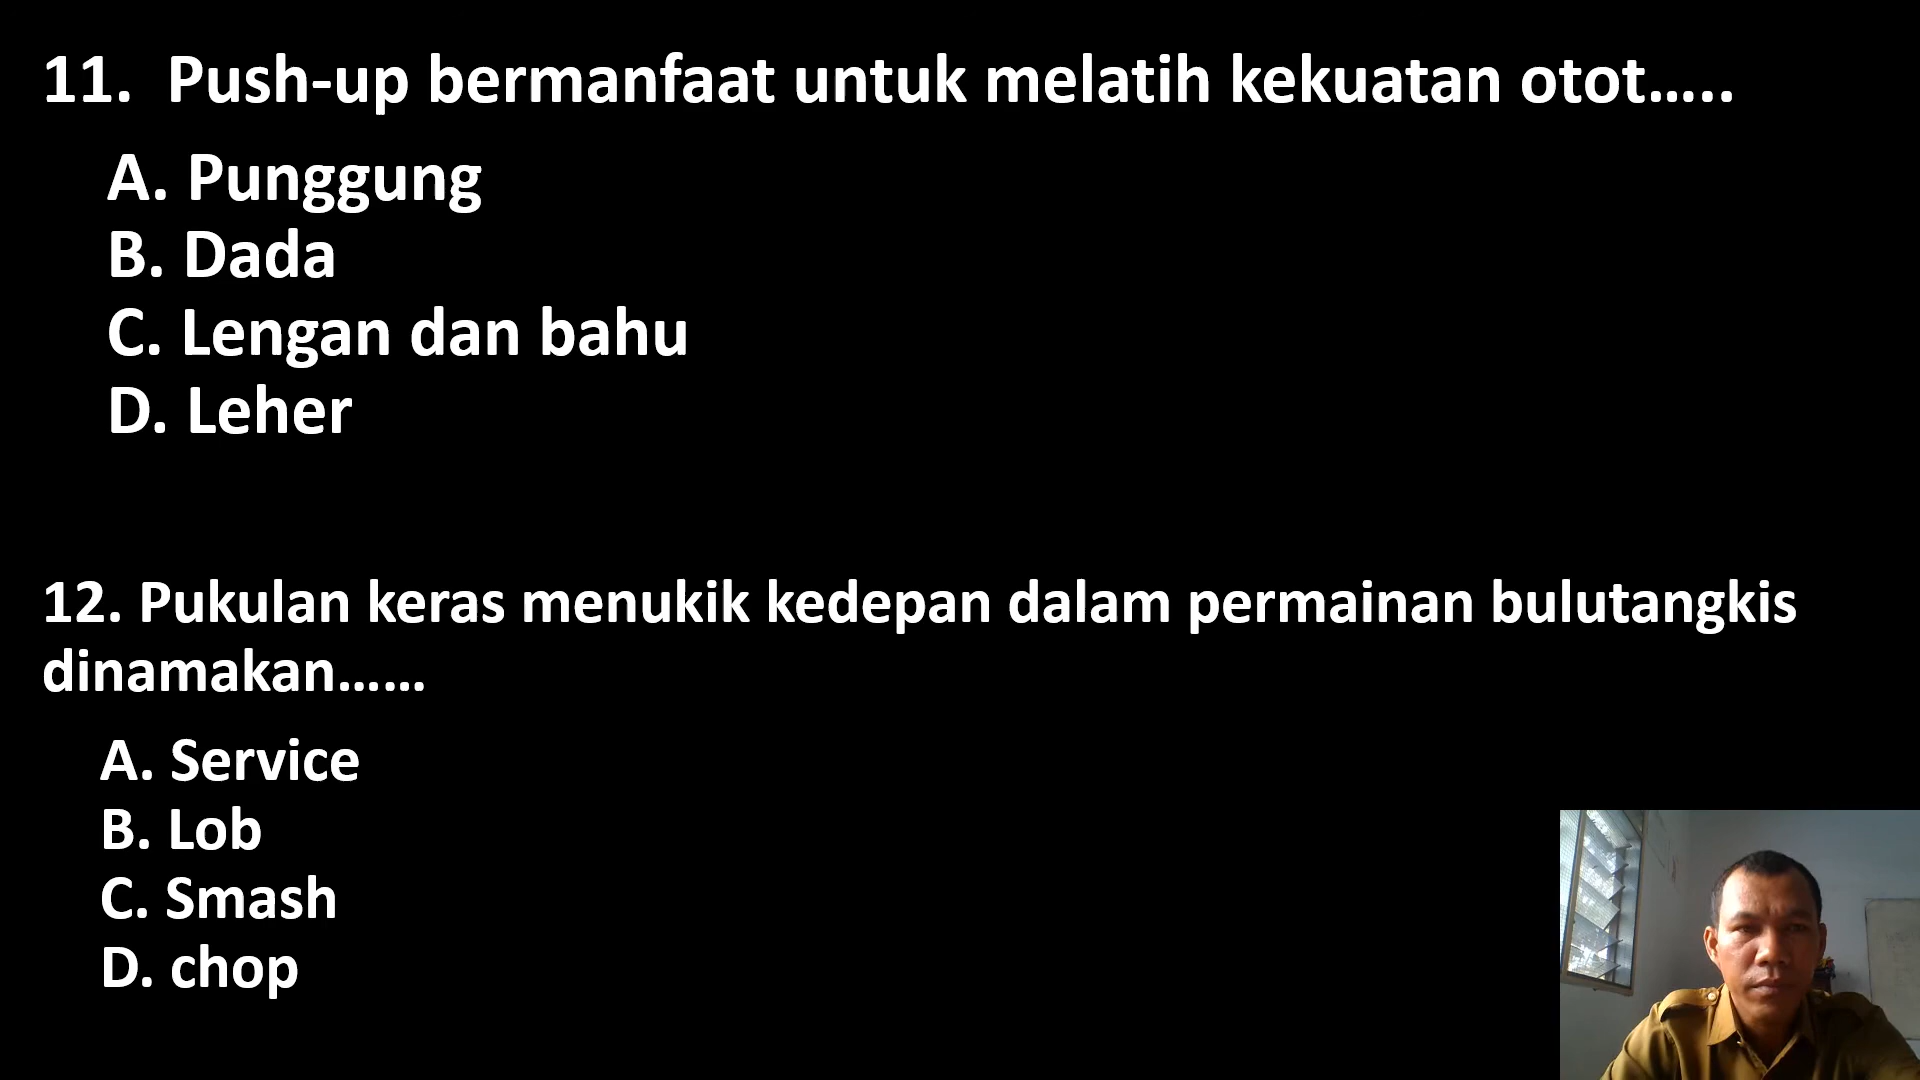 11. Push-up bermanfaat untuk melatih kekuatan otot…..
A. Punggung
B. Dada
C. Lengan dan bahu
D. Leher
12. Pukulan keras menukik kedepan dalam permainan bulutangkis
dinamakan……
A. Service
B. Lob
C. Smash
D. chop